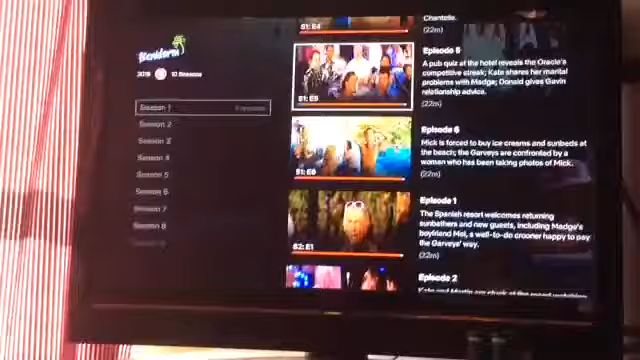 Benidorm
2018 10 Seasons
Season 1
Season 2
Season 3
Season 4
Season 5
Season 6
Season 7
Season 8
S1: E4
Chantelle.
(22m)
S1: E5
Episode 5
A pub quiz at the hotel reveals the Oracle's
competitive streak; Kate shares her marital
problems with Madge; Donald gives Gavin
relationship advice.
(22m)
S1: E6
Episode 6
Mick is forced to buy ice creams and sunbeds at
the beach; the Garveys are confronted by a
woman who has been taking photos of Mick.
(22m)
S2: E1
Episode 1
The Spanish resort welcomes returning
sunbathers and new guests, including Madge's
boyfriend Mel, a well-to-do crooner happy to pay
the Garveys' way.
(22m)
Episode 2
Kate and Martin are